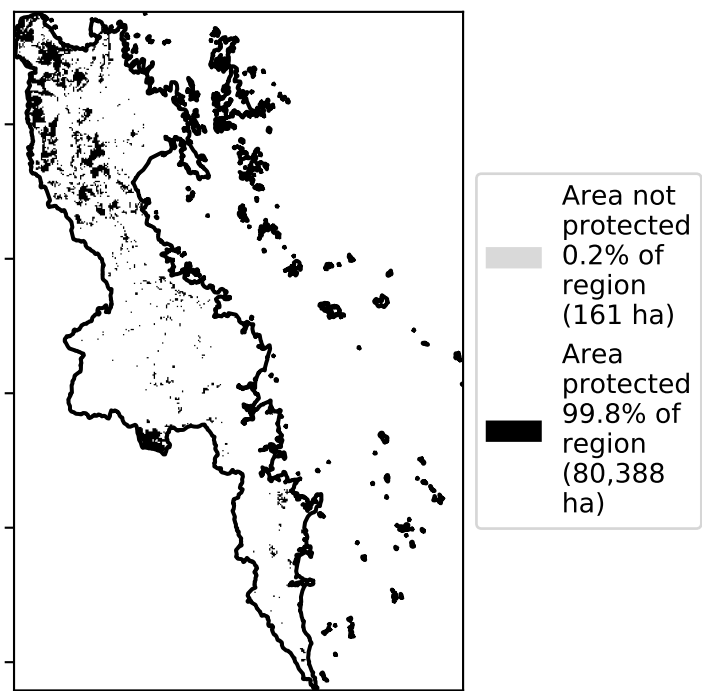 Area not
protected
0.2% of
region
(161 ha)
Area
protected
99.8% of
region
(80,388
ha)